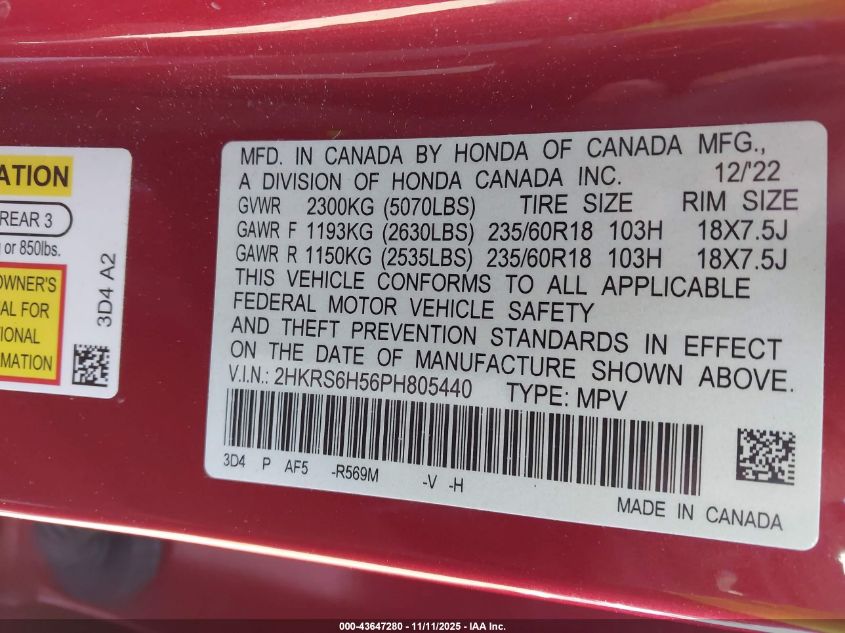 ATION
REAR 3
or 850lbs.
OWNER'S
AL FOR
TIONAL
RMATION
3D4 A2
MFD. IN CANADA BY HONDA OF CANADA MFG.,
A DIVISION OF HONDA CANADA INC. 12/'22
GVWR 2300KG (5070LBS) TIRE SIZE RIM SIZE
GAWR F 1193KG (2630LBS) 235/60R18 103H 18X7.5J
GAWR R 1150KG (2535LBS) 235/60R18 103H 18X7.5J
THIS VEHICLE CONFORMS TO ALL APPLICABLE
FEDERAL MOTOR VEHICLE SAFETY
AND THEFT PREVENTION STANDARDS IN EFFECT
ON THE DATE OF MANUFACTURE SHOWN ABOVE.
V.I.N.: 2HKRS6H56PH805440 TYPE: MPV
3D4 P AF5 -R569M -V -H
MADE IN CANADA
000-43647280 - 11/11/2025 - IAA Inc.